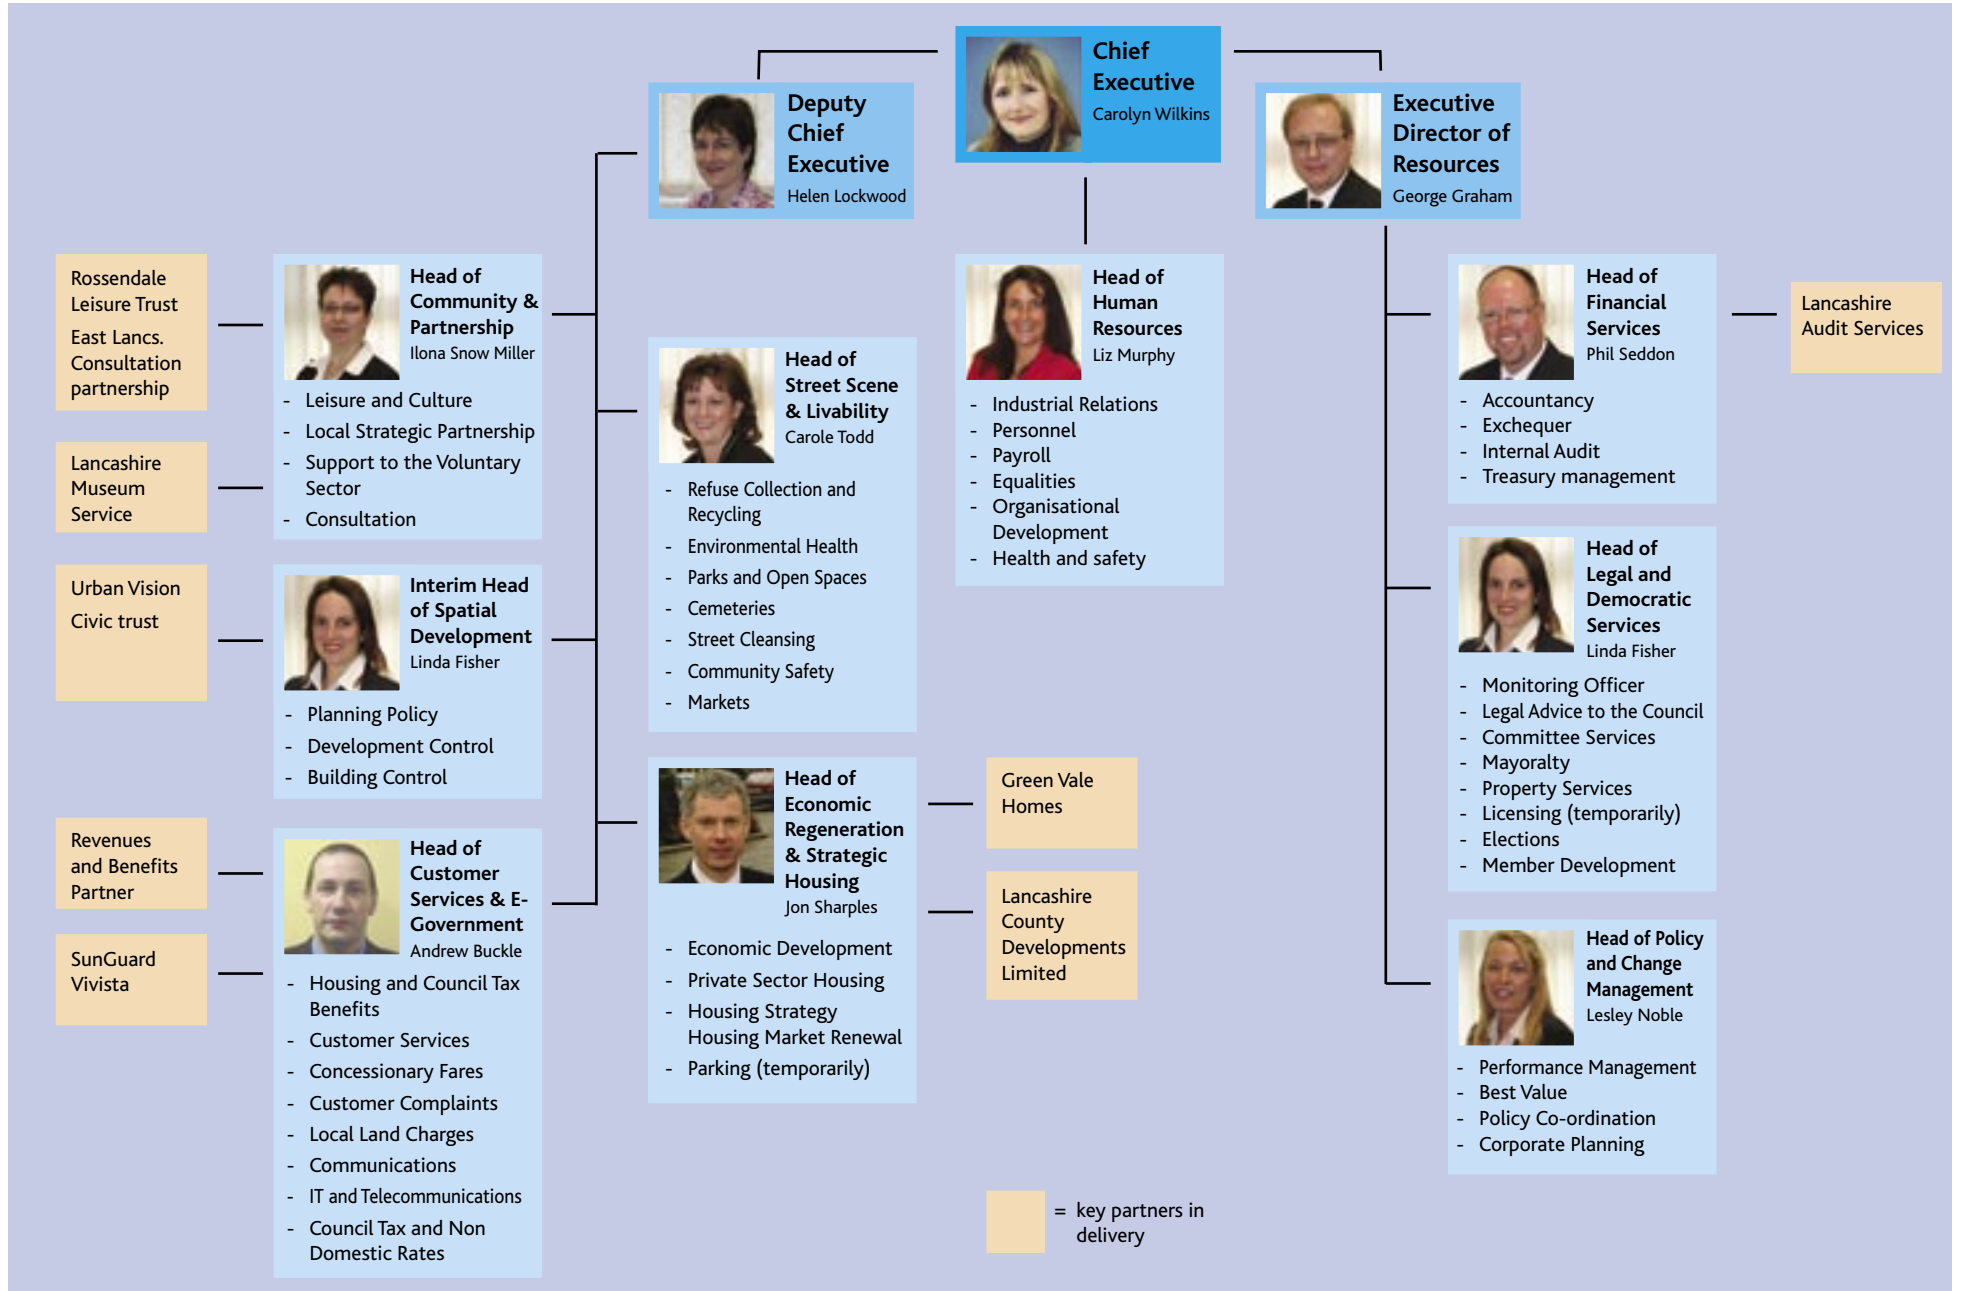 Chief
Executive
Carolyn Wilkins
Deputy
Chief
Executive
Helen Lockwood
Executive
Director of
Resources
George Graham
Rossendale
Leisure Trust
East Lancs.
Consultation
partnership
Lancashire
Museum
Service
Head of
Community &
Partnership
Ilona Snow Miller
- Leisure and Culture
- Local Strategic Partnership
- Support to the Voluntary
Sector
- Consultation
Urban Vision
Civic trust
Interim Head
of Spatial
Development
Linda Fisher
- Planning Policy
- Development Control
- Building Control
Revenues
and Benefits
Partner
SunGuard
Vivista
Head of
Customer
Services & E-
Government
Andrew Buckle
- Housing and Council Tax
Benefits
- Customer Services
- Concessionary Fares
- Customer Complaints
- Local Land Charges
- Communications
- IT and Telecommunications
- Council Tax and Non
Domestic Rates
Head of
Street Scene
& Livability
Carole Todd
- Refuse Collection and
Recycling
- Environmental Health
- Parks and Open Spaces
- Cemeteries
- Street Cleansing
- Community Safety
- Markets
Head of
Economic
Regeneration
& Strategic
Housing
Jon Sharples
- Economic Development
- Private Sector Housing
- Housing Strategy
Housing Market Renewal
- Parking (temporarily)
Green Vale
Homes
Lancashire
County
Developments
Limited
Head of
Human
Resources
Liz Murphy
- Industrial Relations
- Personnel
- Payroll
- Equalities
- Organisational
Development
- Health and safety
Head of
Financial
Services
Phil Seddon
- Accountancy
- Exchequer
- Internal Audit
- Treasury management
Lancashire
Audit Services
Head of
Legal and
Democratic
Services
Linda Fisher
- Monitoring Officer
- Legal Advice to the Council
- Committee Services
- Mayoralty
- Property Services
- Licensing (temporarily)
- Elections
- Member Development
Head of Policy
and Change
Management
Lesley Noble
- Performance Management
- Best Value
- Policy Co-ordination
- Corporate Planning
= key partners in
delivery